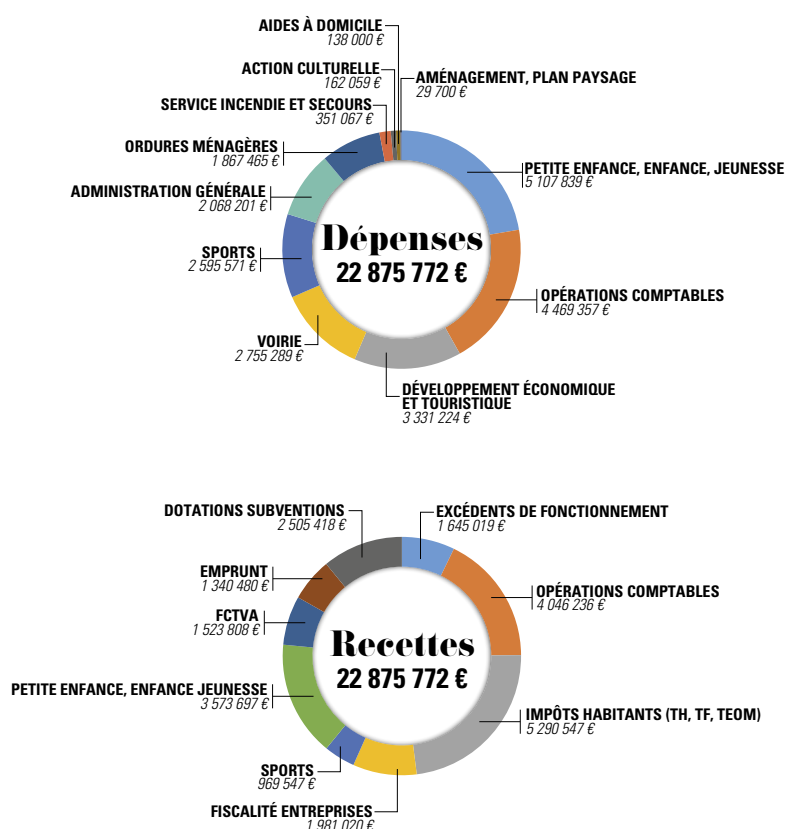 AIDES À DOMICILE
138 000 €
ACTION CULTURELLE
162 059 €
AMÉNAGEMENT, PLAN PAYSAGE
29 700 €
SERVICE INCENDIE ET SECOURS
351 067 €
ORDURES MÉNAGÈRES
1 867 465 €
PETITE ENFANCE, ENFANCE, JEUNESSE
5 107 839 €
ADMINISTRATION GÉNÉRALE
2 068 201 €
Dépenses
22 875 772 €
SPORTS
2 595 571 €
OPÉRATIONS COMPTABLES
4 469 357 €
VOIRIE
2 755 289 €
DÉVELOPPEMENT ÉCONOMIQUE
ET TOURISTIQUE
3 331 224 €
DOTATIONS SUBVENTIONS
2 505 418 €
EXCÉDENTS DE FONCTIONNEMENT
1 645 019 €
EMPRUNT
1 340 480 €
OPÉRATIONS COMPTABLES
4 046 236 €
FCTVA
1 523 808 €
Recettes
22 875 772 €
PETITE ENFANCE, ENFANCE JEUNESSE
3 573 697 €
IMPÔTS HABITANTS (TH, TF, TEOM)
5 290 547 €
SPORTS
969 547 €
FISCALITÉ ENTREPRISES
1 981 020 €